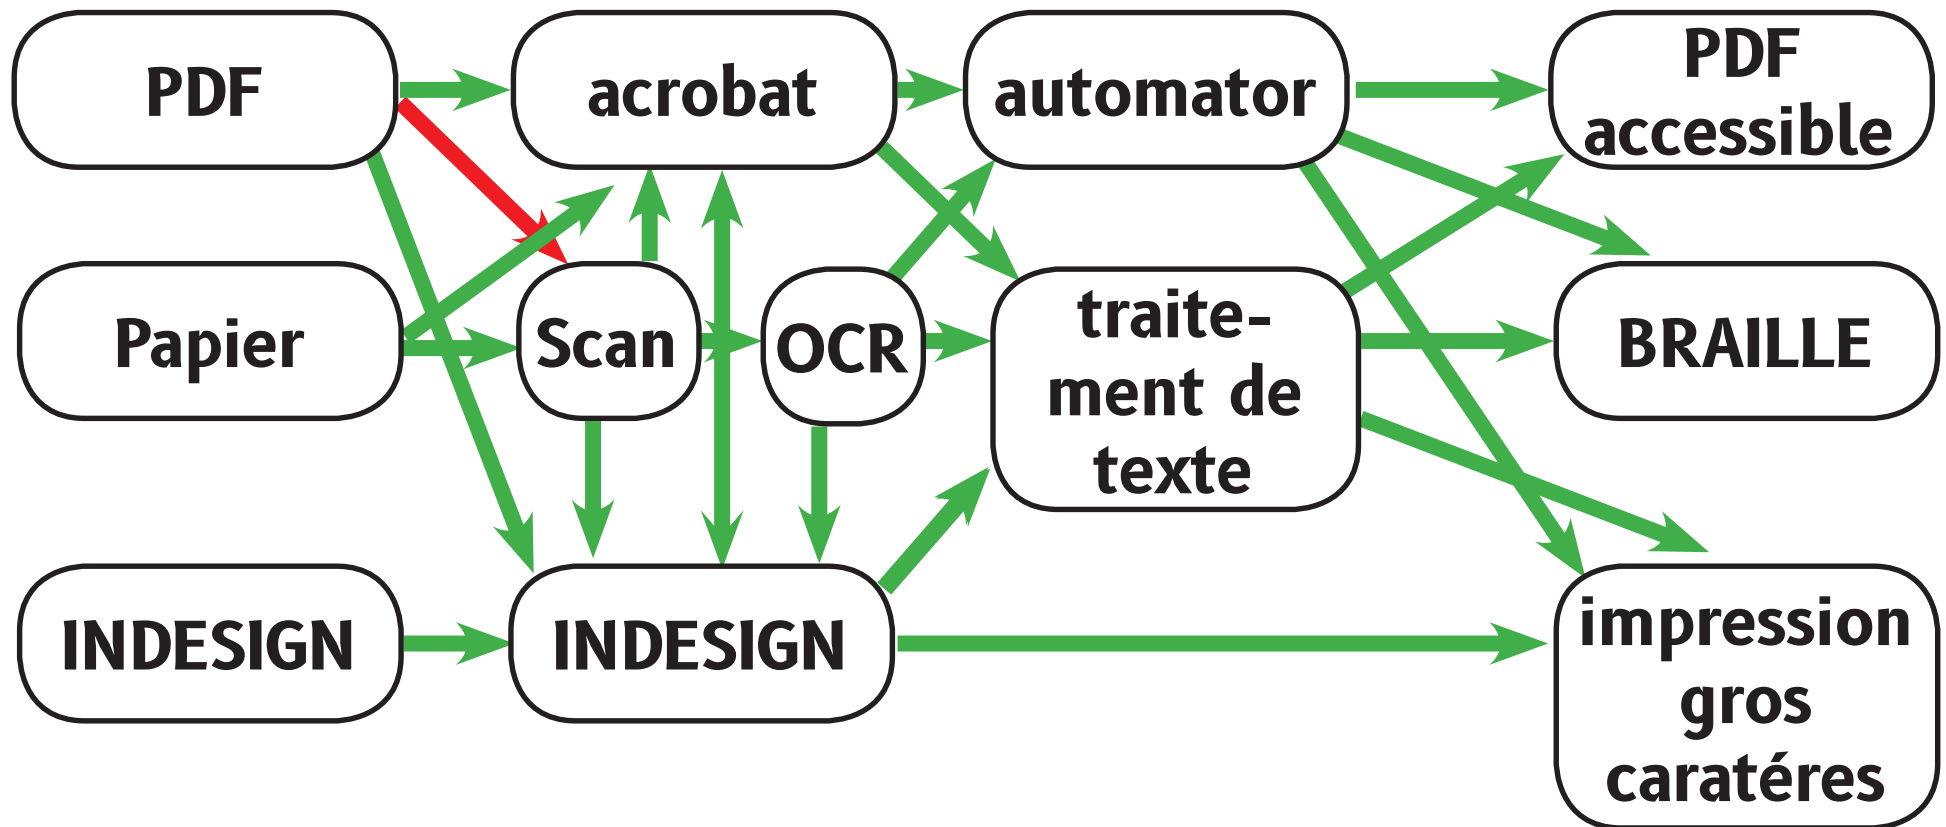 PDF
acrobat
automator
PDF
accessible
Papier
Scan
OCR
traite-
ment de
texte
BRAILLE
INDESIGN
INDESIGN
impression
gros
caratéres